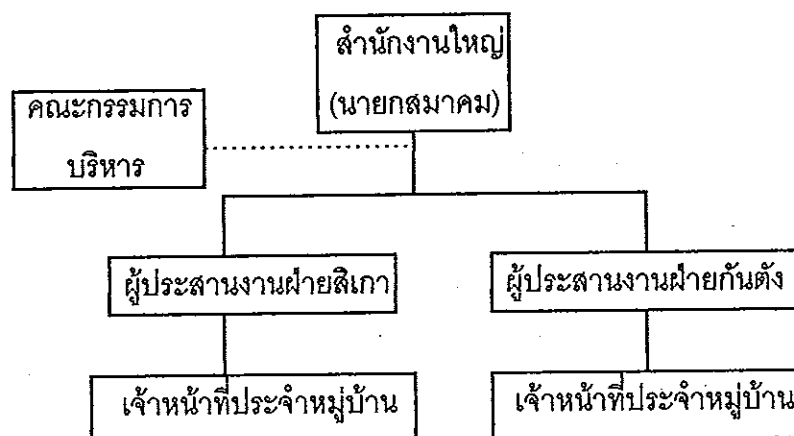 สำนักงานใหญ่
(นายกสมาคม)
คณะกรรมการ
บริหาร
ผู้ประสานงานฝ่ายสิเกา
ผู้ประสานงานฝ่ายกันตัง
เจ้าหน้าที่ประจำหมู่บ้าน
เจ้าหน้าที่ประจำหมู่บ้าน